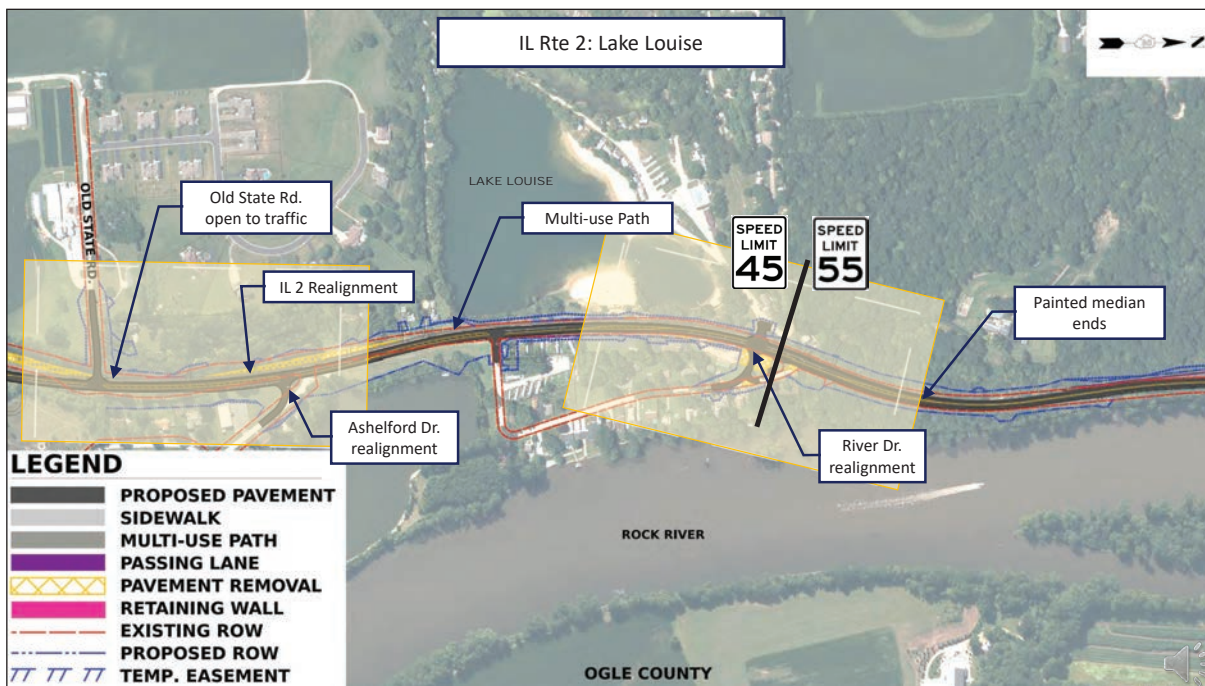 IL Rte 2: Lake Louise
OLD STATE RD.
Old State Rd.
open to traffic
LAKE LOUISE
Multi-use Path
SPEED
LIMIT
45
SPEED
LIMIT
55
IL 2 Realignment
Painted median
ends
Ashelford Dr.
realignment
River Dr.
realignment
LEGEND
PROPOSED PAVEMENT
SIDEWALK
MULTI-USE PATH
PASSING LANE
PAVEMENT REMOVAL
RETAINING WALL
EXISTING ROW
PROPOSED ROW
TEMP. EASEMENT
ROCK RIVER
OGLE COUNTY